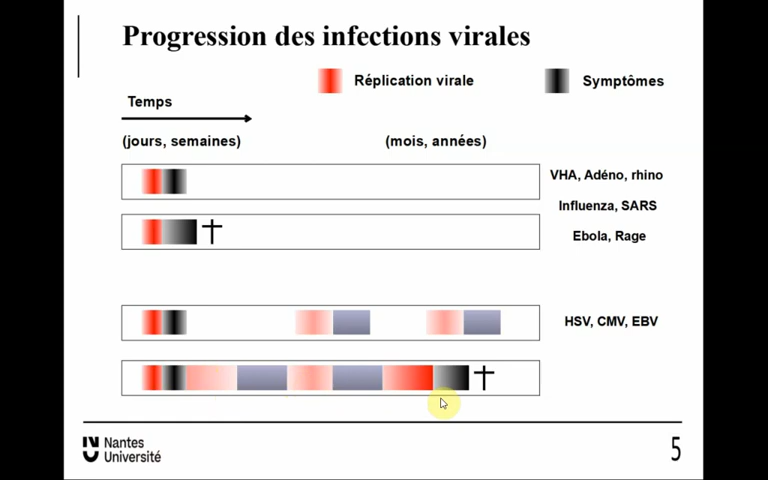 Progression des infections virales
Réplication virale
Symptômes
Temps
(jours, semaines)
(mois, années)
VHA, Adéno, rhino
Influenza, SARS
Ebola, Rage
HSV, CMV, EBV
Nantes
Université
5